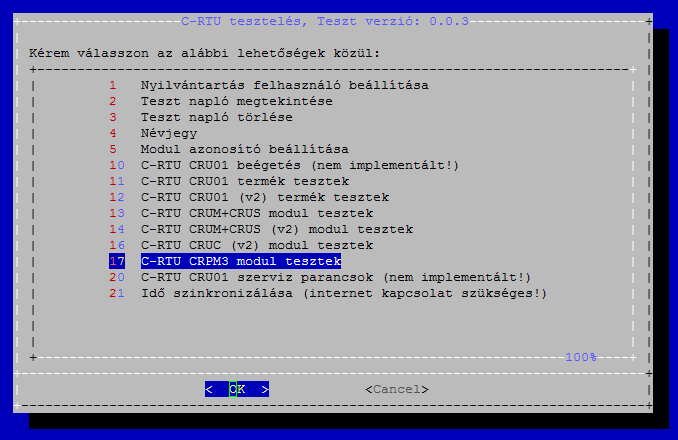 C-RTU tesztelés, Teszt verzió: 0.0.3
Kérem válasszon az alábbi lehetőségek közül:
1 Nyilvántartás felhasználó beállítása
2 Teszt napló megtekintése
3 Teszt napló törlése
4 Névjegy
5 Modul azonosító beállítása
10 C-RTU CRU01 beégetés (nem implementált!)
11 C-RTU CRU01 termék tesztek
12 C-RTU CRU01 (v2) termék tesztek
13 C-RTU CRUM+CRUS modul tesztek
14 C-RTU CRUM+CRUS (v2) modul tesztek
16 C-RTU CRUC (v2) modul tesztek
17 C-RTU CRPM3 modul tesztek
20 C-RTU CRU01 szerviz parancsok (nem implementált!)
21 Idő szinkronizálása (internet kapcsolat szükséges!)
100%
< OK > <Cancel>